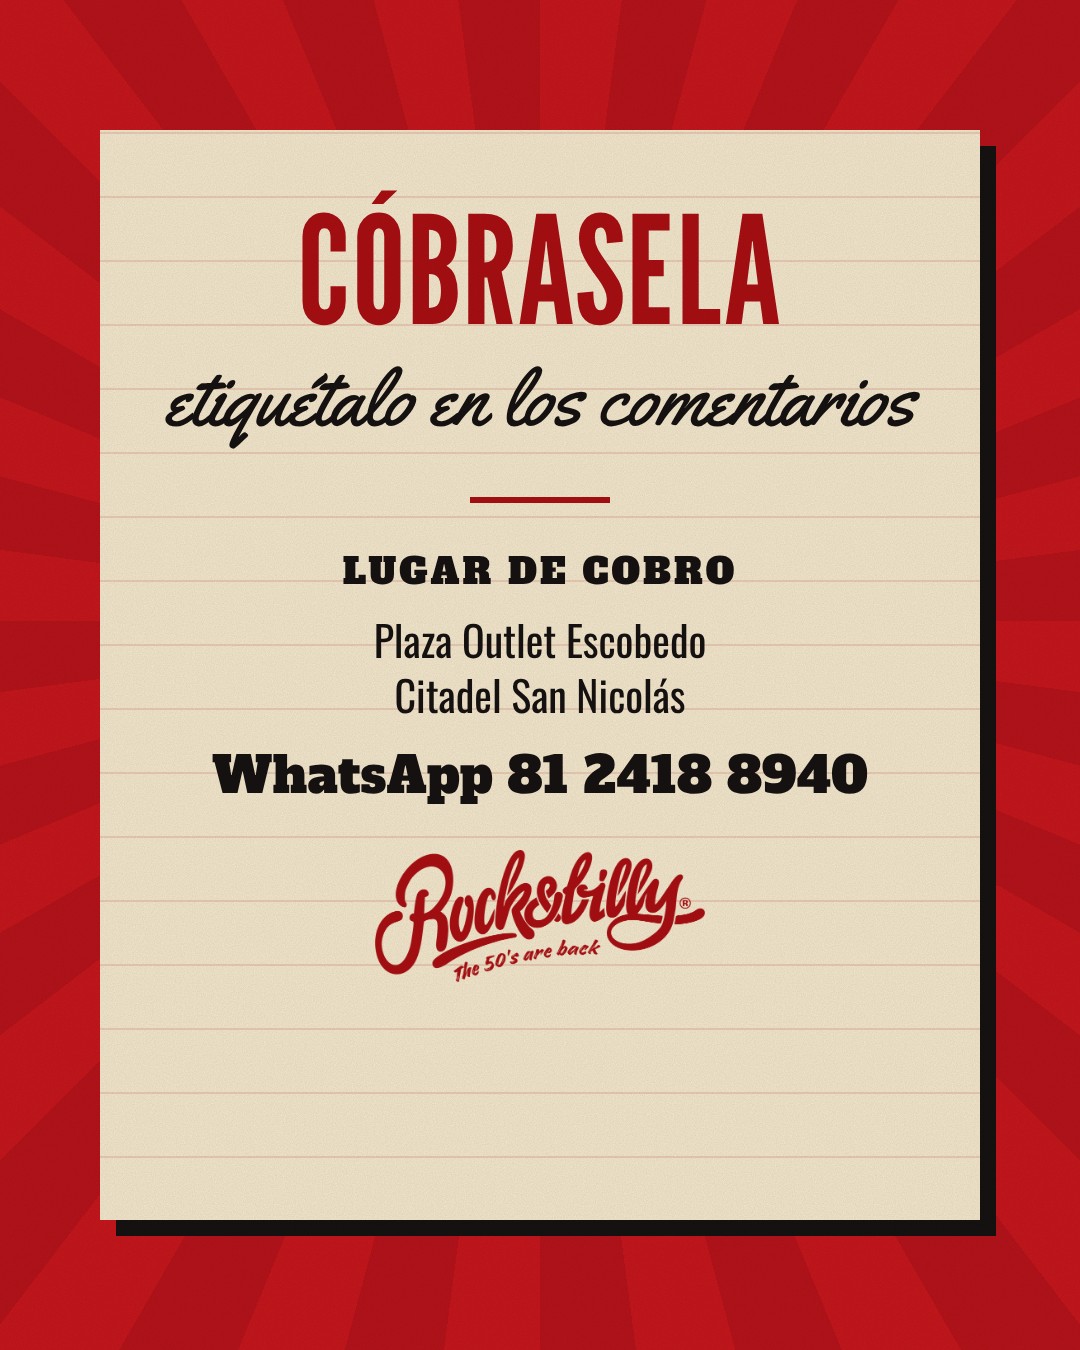 CÓBRASELA
etiquétalo en los comentarios
LUGAR DE COBRO
Plaza Outlet Escobedo
Citadel San Nicolás
WhatsApp 81 2418 8940
Rock&billy®
The 50's are back